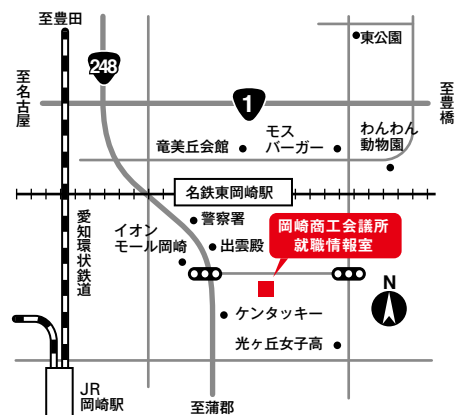 至豊田
東公園
248
至名古屋
1
至豊橋
モス
バーガー
わんわん
動物園
竜美丘会館
名鉄東岡崎駅
警察署
岡崎商工会議所
就職情報室
愛知環状鉄道
イオン
モール岡崎
出雲殿
N
ケンタッキー
光ヶ丘女子高
JR
岡崎駅
至蒲郡